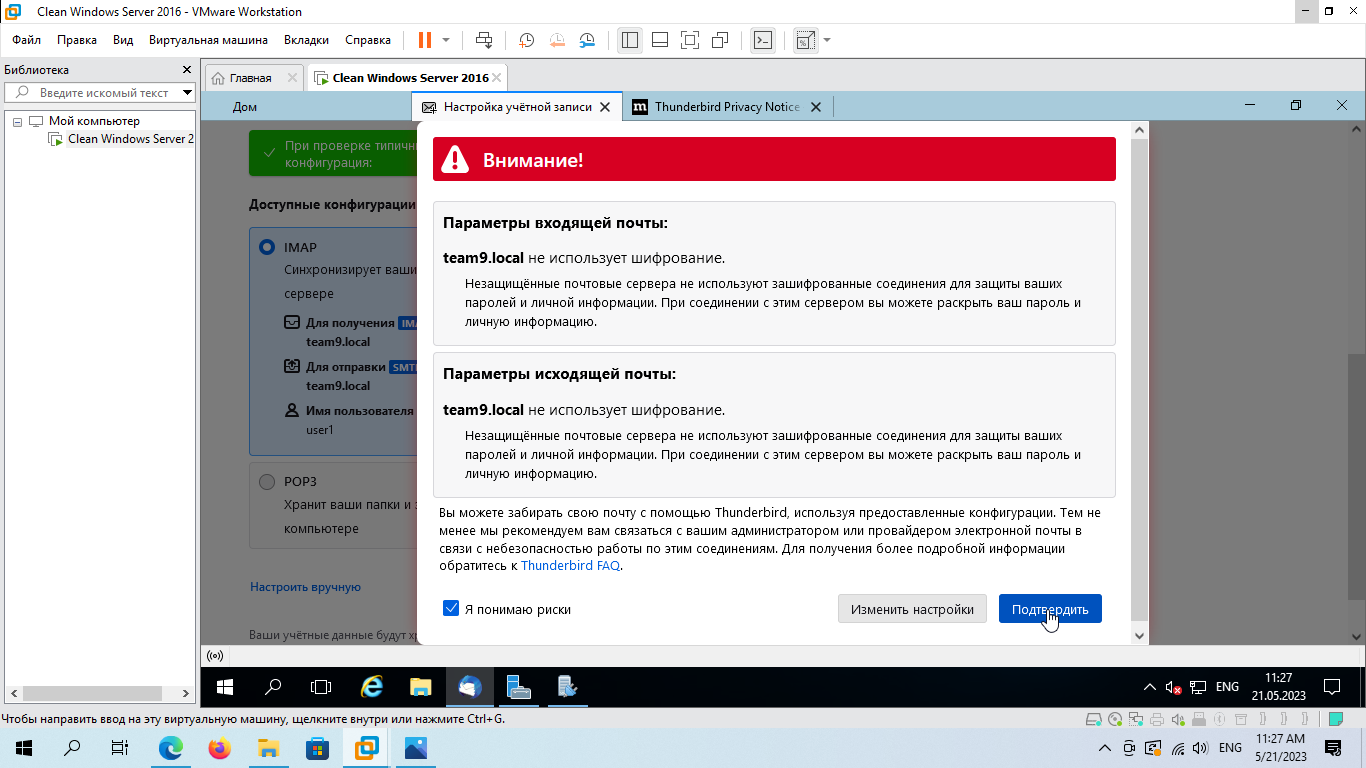 Clean Windows Server 2016 - VMware Workstation
Файл Правка Вид Виртуальная машина Вкладки Справка
Библиотека
Введите искомый текст
Мой компьютер
Clean Windows Server 2
Главная
Clean Windows Server 2016
Дом
Настройка учётной записи
Thunderbird Privacy Notice
При проверке типичн
конфигурация:
Доступные конфигурации
IMAP
Синхронизирует ваши
сервере
Для получения IMA
team9.local
Для отправки SMTP
team9.local
Имя пользователя
user1
POP3
Хранит ваши папки и
компьютере
Настроить вручную
Ваши учётные данные будут хр
Внимание!
Параметры входящей почты:
team9.local не использует шифрование.
Незащищённые почтовые сервера не используют зашифрованные соединения для защиты ваших
паролей и личной информации. При соединении с этим сервером вы можете раскрыть ваш пароль и
личную информацию.
Параметры исходящей почты:
team9.local не использует шифрование.
Незащищённые почтовые сервера не используют зашифрованные соединения для защиты ваших
паролей и личной информации. При соединении с этим сервером вы можете раскрыть ваш пароль и
личную информацию.
Вы можете забирать свою почту с помощью Thunderbird, используя предоставленные конфигурации. Тем не
менее мы рекомендуем вам связаться с вашим администратором или провайдером электронной почты в
связи с небезопасностью работы по этим соединениям. Для получения более подробной информации
обратитесь к Thunderbird FAQ.
Я понимаю риски
Изменить настройки
Подтвердить
ENG
11:27
21.05.2023
Чтобы направить ввод на эту виртуальную машину, щелкните внутри или нажмите Ctrl+G.
ENG
11:27 AM
5/21/2023